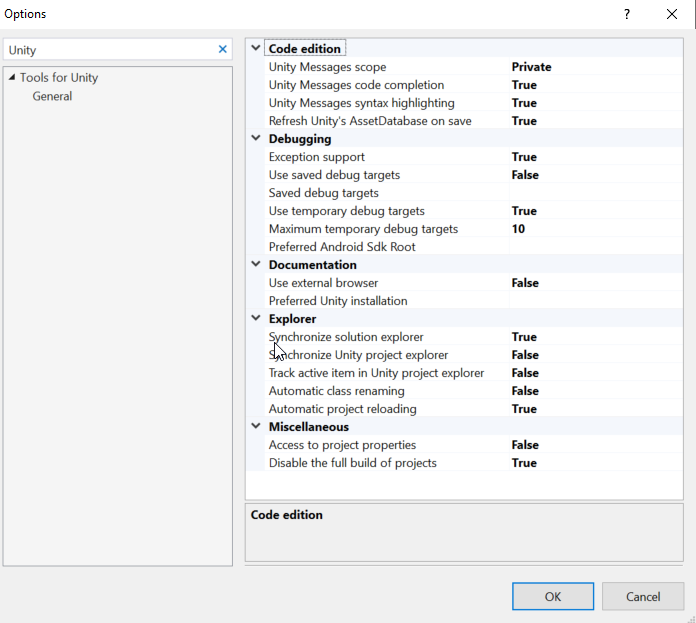 Options
?
Unity
Tools for Unity
General
Code edition
Unity Messages scope Private
Unity Messages code completion True
Unity Messages syntax highlighting True
Refresh Unity's AssetDatabase on save True
Debugging
Exception support True
Use saved debug targets False
Saved debug targets
Use temporary debug targets True
Maximum temporary debug targets 10
Preferred Android Sdk Root
Documentation
Use external browser False
Preferred Unity installation
Explorer
Synchronize solution explorer True
Synchronize Unity project explorer False
Track active item in Unity project explorer False
Automatic class renaming False
Automatic project reloading True
Miscellaneous
Access to project properties False
Disable the full build of projects True
Code edition
OK Cancel